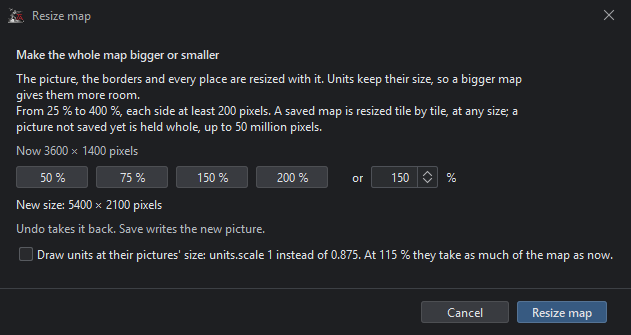 Resize map
Make the whole map bigger or smaller
The picture, the borders and every place are resized with it. Units keep their size, so a bigger map
gives them more room.
From 25 % to 400 %, each side at least 200 pixels. A saved map is resized tile by tile, at any size; a
picture not saved yet is held whole, up to 50 million pixels.
Now 3600 × 1400 pixels
50 % 75 % 150 % 200 % or 150 %
New size: 5400 × 2100 pixels
Undo takes it back. Save writes the new picture.
Draw units at their pictures' size: units.scale 1 instead of 0.875. At 115 % they take as much of the map as now.
Cancel Resize map